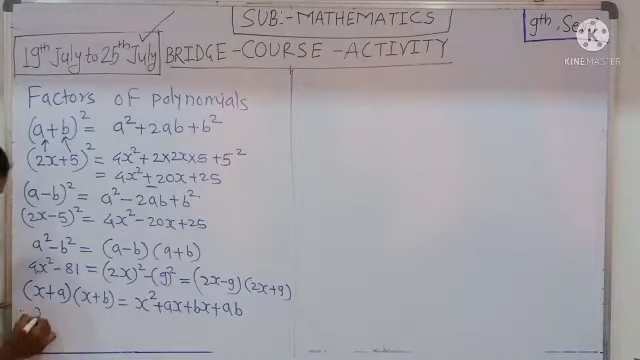 SUB:- MATHEMATICS
9th. Se
KINEMASTER
19th July to 25th July BRIDGE-COURSE-ACTIVITY
Factors of polynomials
(a+b)² = a²+2ab+b²
(2x+5)² = 4x²+2×2x×5+5²
= 4x²+20x+25
(a-b)² = a²-2ab+b²
(2x-5)² = 4x²-20x+25
a²-b² = (a-b)(a+b)
4x²-81 = (2x)²-(9)² = (2x-9)(2x+9)
(x+a)(x+b) = x²+ax+bx+ab